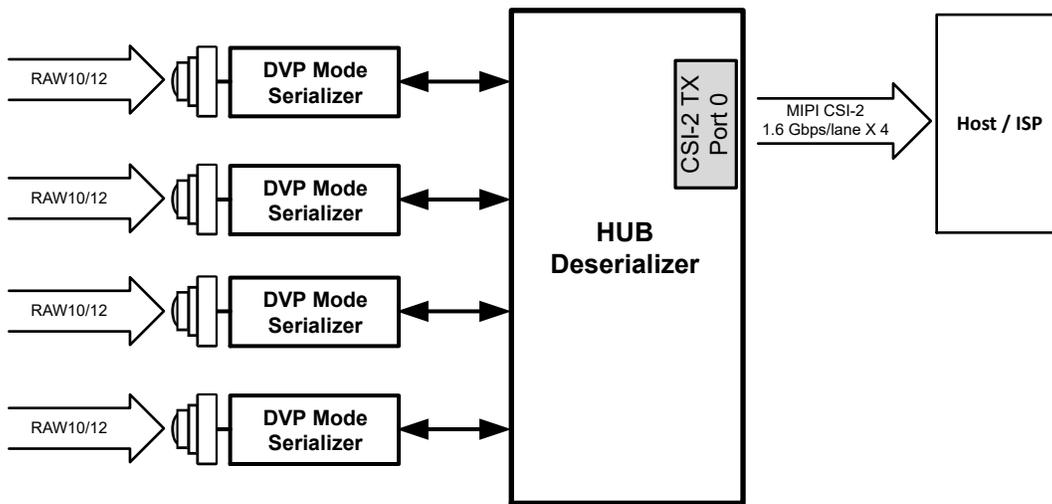 RAW10/12
DVP Mode
Serializer
RAW10/12
DVP Mode
Serializer
RAW10/12
DVP Mode
Serializer
RAW10/12
DVP Mode
Serializer
HUB
Deserializer
CSI-2 TX
Port 0
MIPI CSI-2
1.6 Gbps/lane X 4
Host / ISP